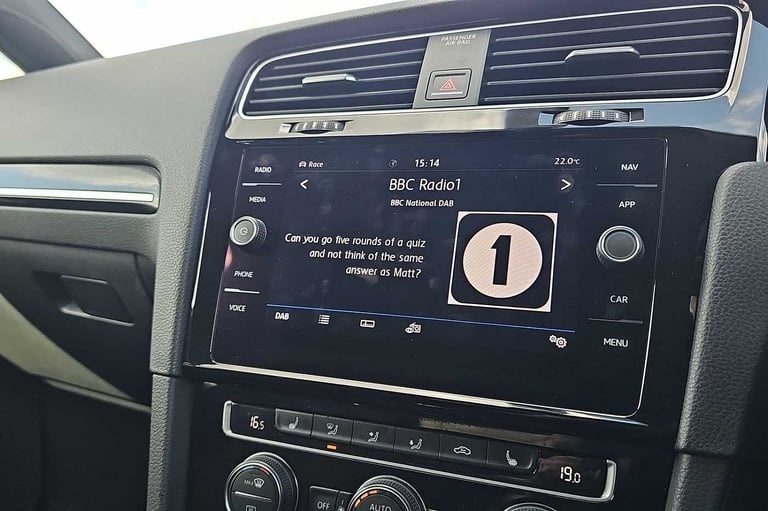 PASSENGER
AIR BAG
RADIO
Race
15:14
22.0°C
NAV
MEDIA
< BBC Radio1 >
BBC National DAB
APP
Can you go five rounds of a quiz
and not think of the same
answer as Matt?
1
PHONE
VOICE
CAR
DAB
MENU
16.5
19.0
MAX
OFF
AUTO